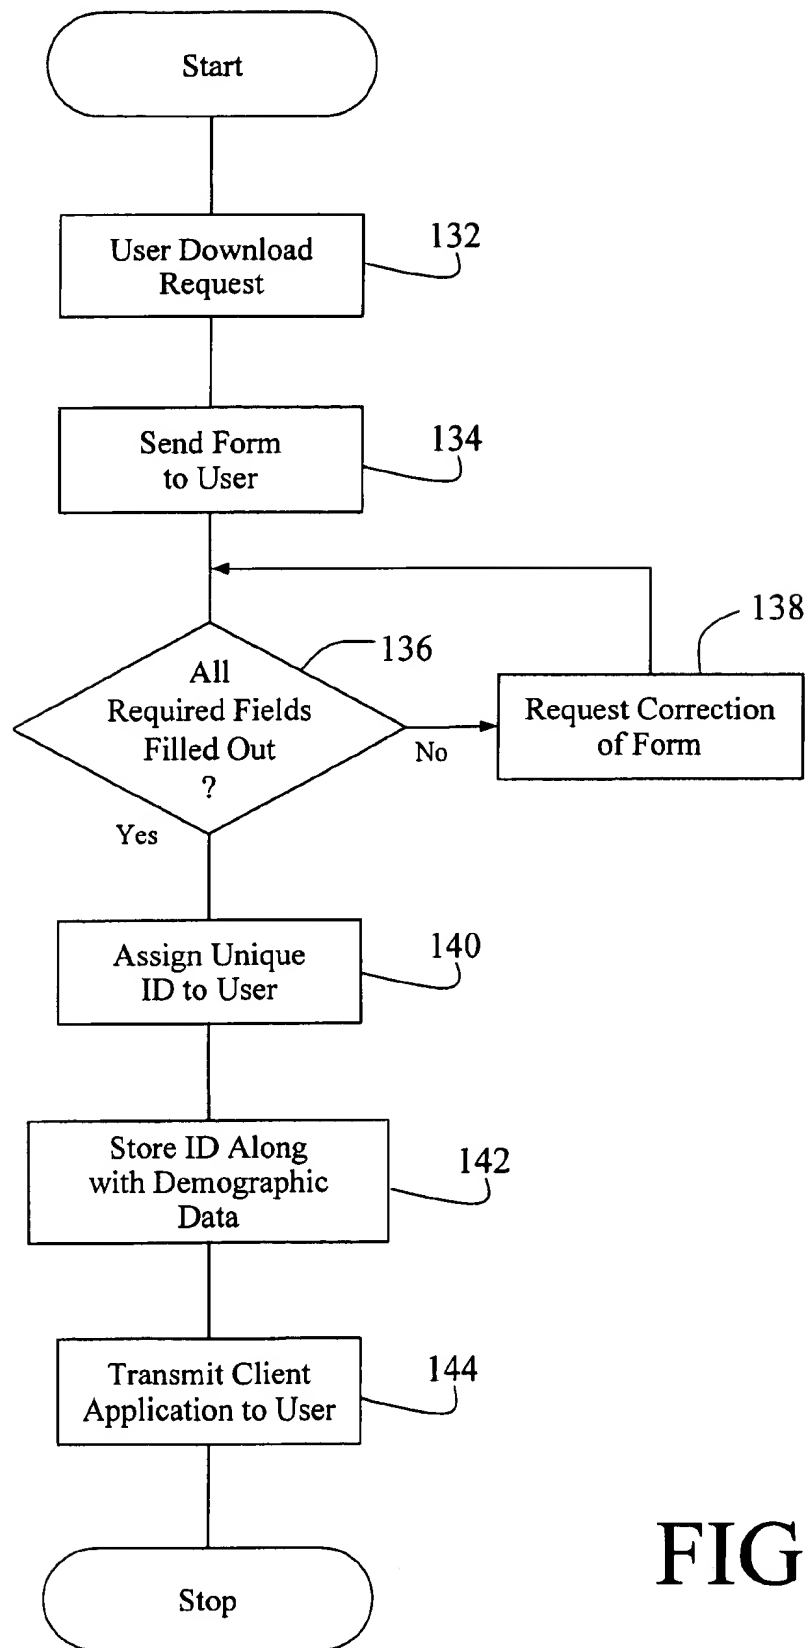 Start
User Download
Request
132
Send Form
to User
134
All
Required Fields
Filled Out
?
136
138
Request Correction
of Form
No
Yes
Assign Unique
ID to User
140
Store ID Along
with Demographic
Data
142
Transmit Client
Application to User
144
Stop
FIG